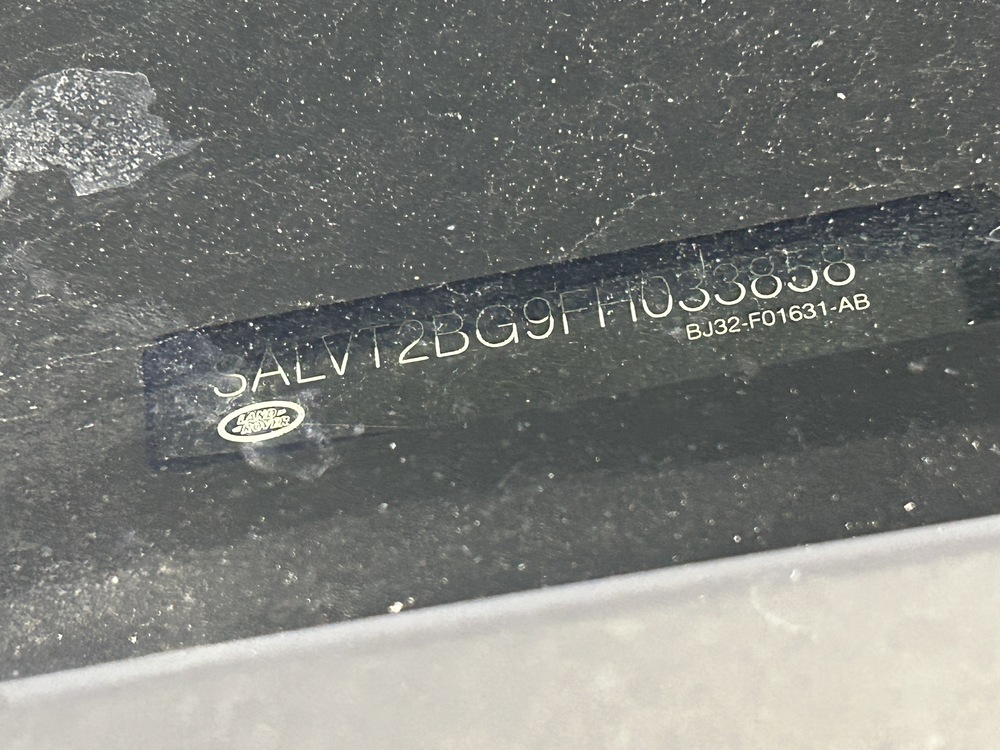 SALVT2BG9FH033858
BJ32-F01631-AB
LAND-
-ROVER